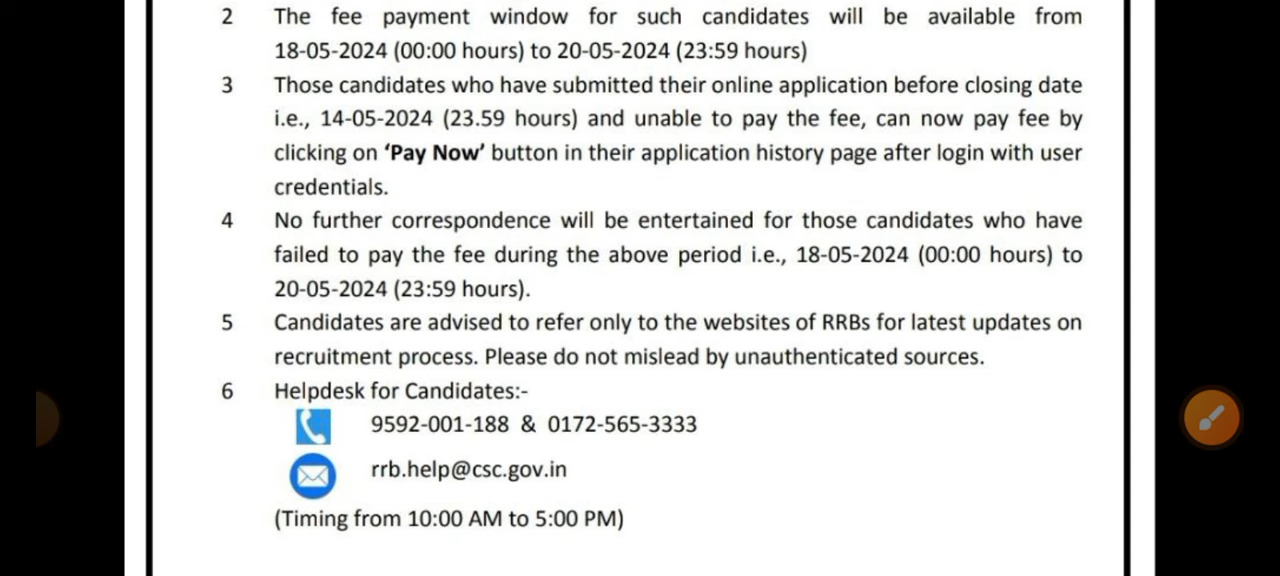 2 The fee payment window for such candidates will be available from
18-05-2024 (00:00 hours) to 20-05-2024 (23:59 hours)
3 Those candidates who have submitted their online application before closing date
i.e., 14-05-2024 (23.59 hours) and unable to pay the fee, can now pay fee by
clicking on ‘Pay Now’ button in their application history page after login with user
credentials.
4 No further correspondence will be entertained for those candidates who have
failed to pay the fee during the above period i.e., 18-05-2024 (00:00 hours) to
20-05-2024 (23:59 hours).
5 Candidates are advised to refer only to the websites of RRBs for latest updates on
recruitment process. Please do not mislead by unauthenticated sources.
6 Helpdesk for Candidates:-
9592-001-188 & 0172-565-3333
rrb.help@csc.gov.in
(Timing from 10:00 AM to 5:00 PM)